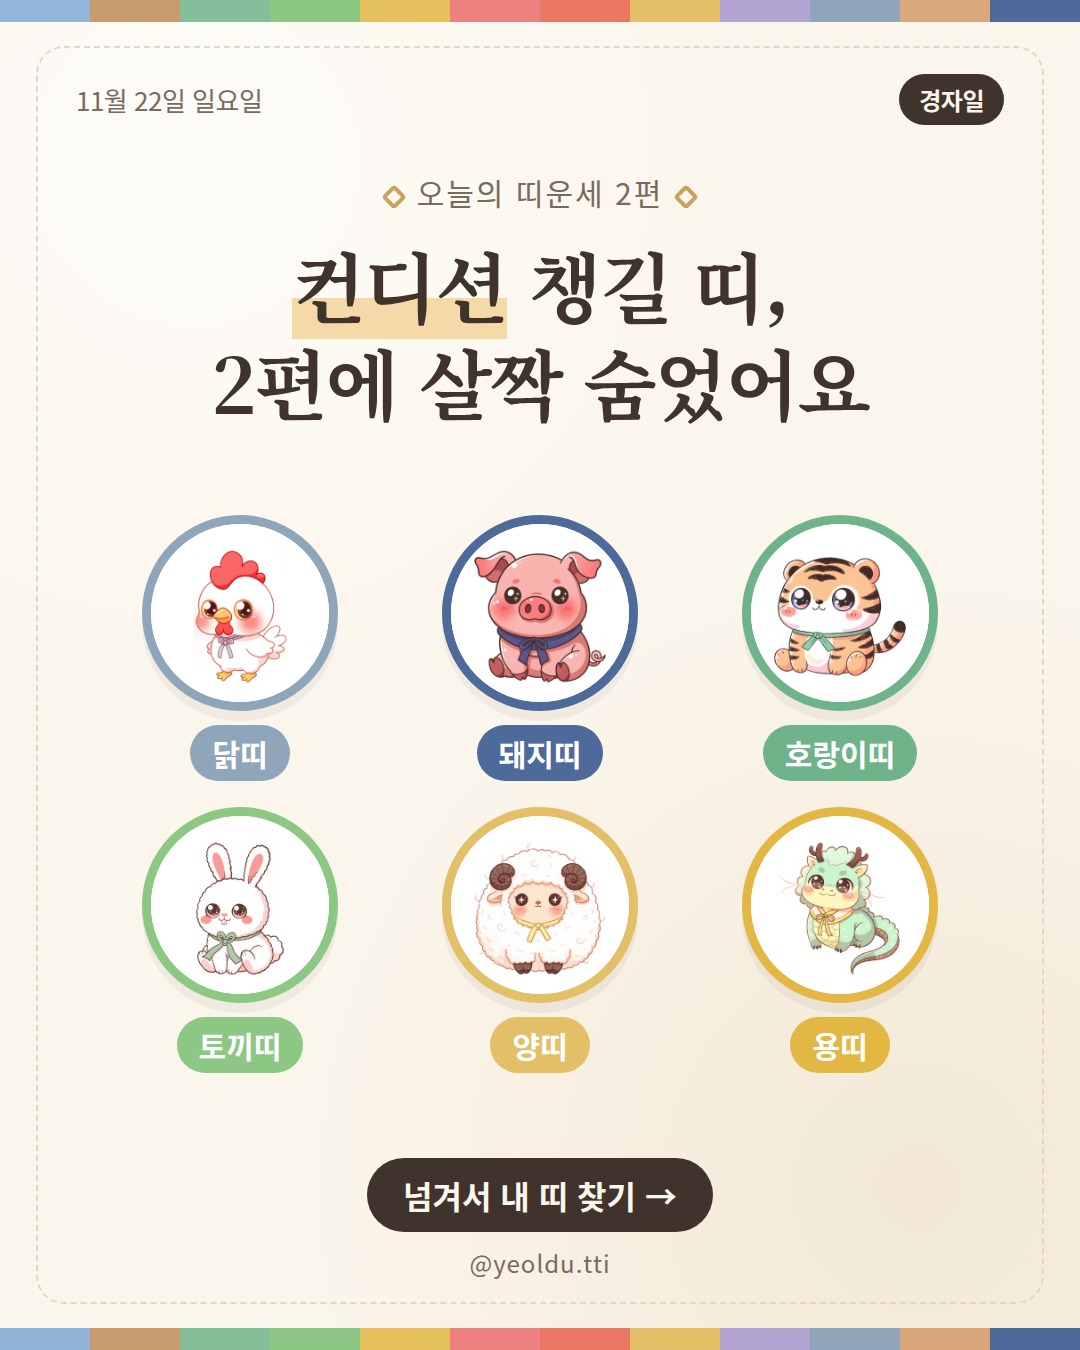 11월 22일 일요일
경자일
오늘의 띠운세 2편
컨디션 챙길 띠,
2편에 살짝 숨었어요
닭띠
돼지띠
호랑이띠
토끼띠
양띠
용띠
넘겨서 내 띠 찾기 →
@yeoldu.tti